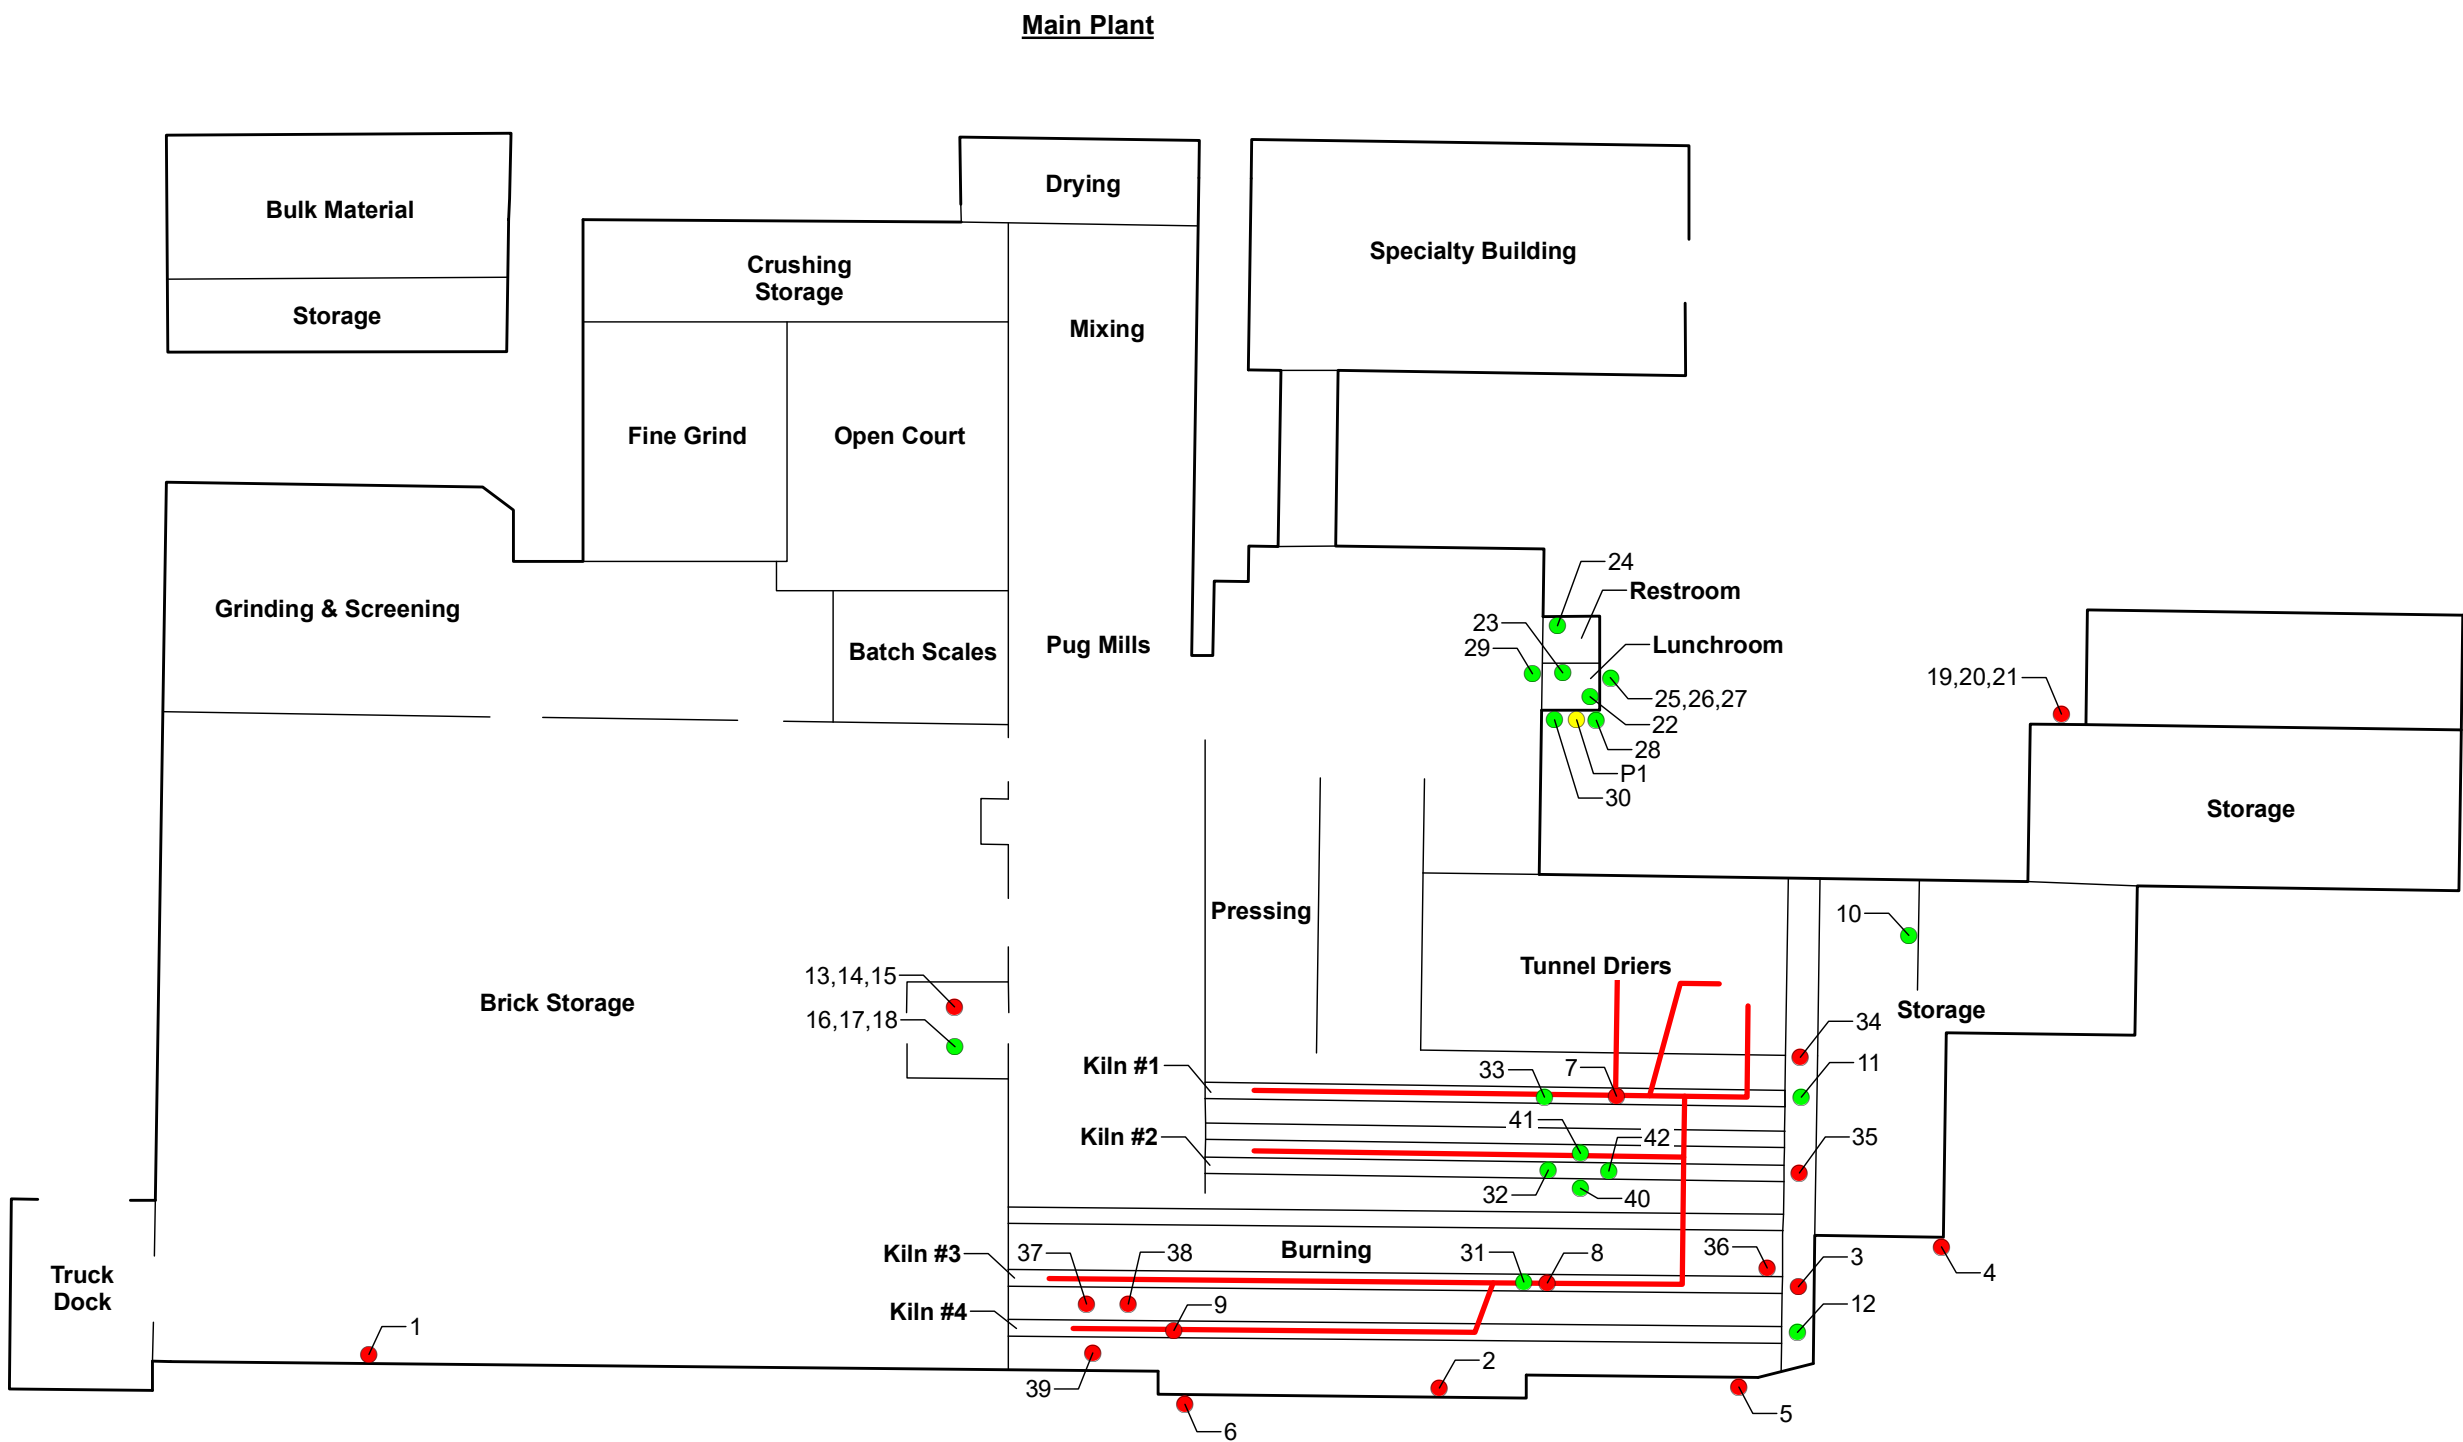 Main Plant
Drying
Bulk Material
Specialty Building
Crushing
Storage
Storage
Mixing
Fine Grind
Open Court
24
Restroom
Grinding & Screening
23
Pug Mills
Lunchroom
29
Batch Scales
19,20,21
25,26,27
22
28
P1
30
Storage
Pressing
10
Tunnel Driers
13,14,15
Brick Storage
Storage
16,17,18
34
Kiln #1
33
7
11
41
Kiln #2
42
35
32
40
Kiln #3
37
38
Burning
31
8
36
3
4
Truck
Dock
Kiln #4
9
12
1
2
39
5
6